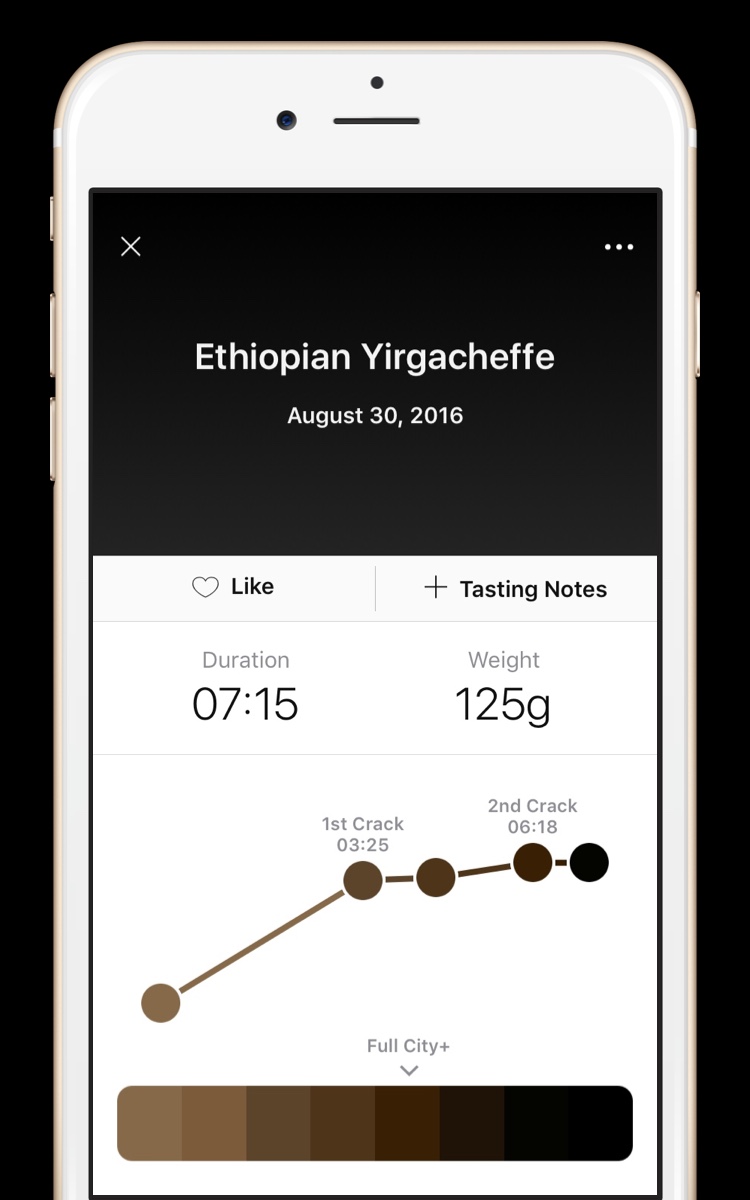 Ethiopian Yirgacheffe
August 30, 2016
Like
Tasting Notes
Duration
07:15
Weight
125g
1st Crack
03:25
2nd Crack
06:18
Full City+